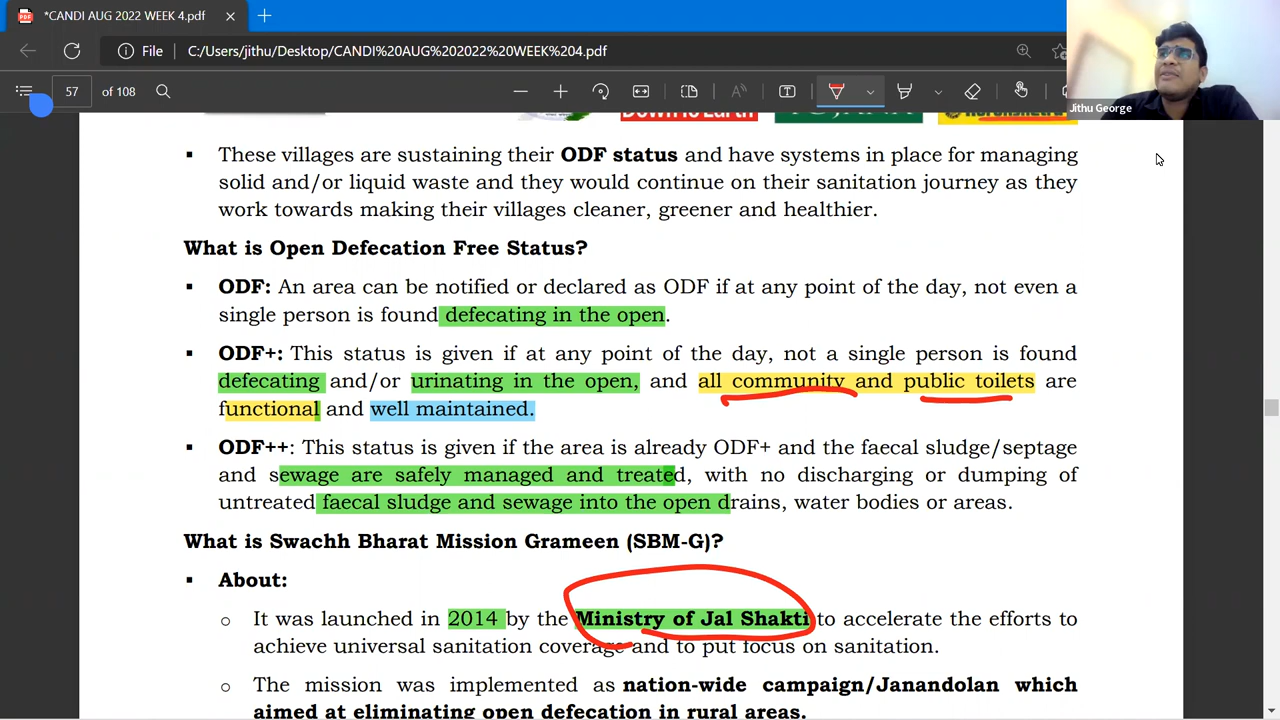 *CANDI AUG 2022 WEEK 4.pdf
File C:/Users/jithu/Desktop/CANDI%20AUG%202022%20WEEK%204.pdf
57 of 108
Jithu George
▪ These villages are sustaining their ODF status and have systems in place for managing
solid and/or liquid waste and they would continue on their sanitation journey as they
work towards making their villages cleaner, greener and healthier.
What is Open Defecation Free Status?
▪ ODF: An area can be notified or declared as ODF if at any point of the day, not even a
single person is found defecating in the open.
▪ ODF+: This status is given if at any point of the day, not a single person is found
defecating and/or urinating in the open, and all community and public toilets are
functional and well maintained.
▪ ODF++: This status is given if the area is already ODF+ and the faecal sludge/septage
and sewage are safely managed and treated, with no discharging or dumping of
untreated faecal sludge and sewage into the open drains, water bodies or areas.
What is Swachh Bharat Mission Grameen (SBM-G)?
▪ About:
o It was launched in 2014 by the Ministry of Jal Shakti to accelerate the efforts to
achieve universal sanitation coverage and to put focus on sanitation.
o The mission was implemented as nation-wide campaign/Janandolan which
aimed at eliminating open defecation in rural areas.